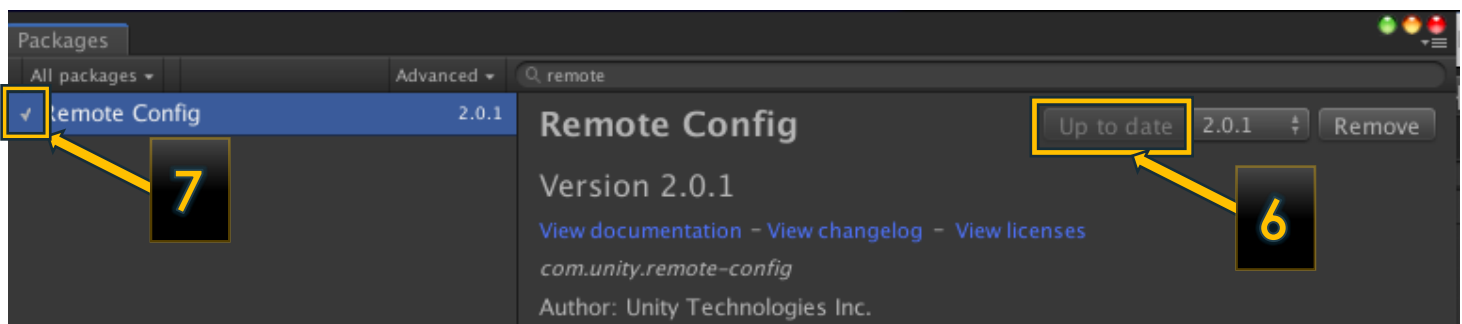 Packages
All packages
Advanced
remote
Remote Config 2.0.1
Remote Config
Up to date 2.0.1 Remove
7
Version 2.0.1
6
View documentation - View changelog - View licenses
com.unity.remote-config
Author: Unity Technologies Inc.